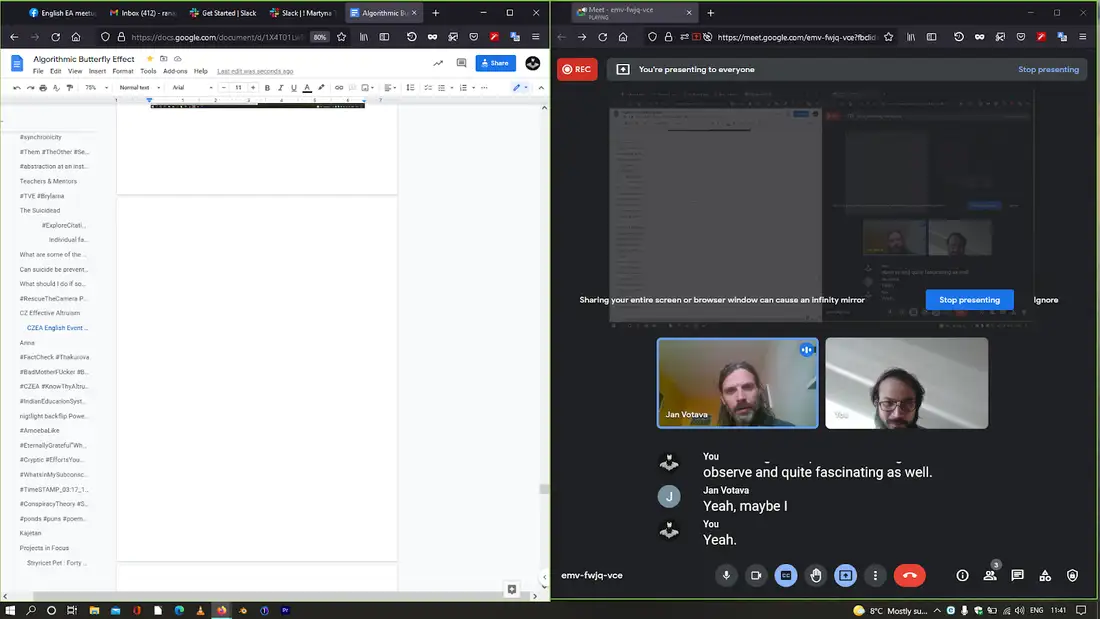 English EA meetup
Inbox (412) - rana
Get Started | Slack
Slack | ! Martyna
Algorithmic Bu
https://docs.google.com/document/d/1X4T01LwR
80%
Algorithmic Butterfly Effect
File Edit View Insert Format Tools Add-ons Help Last edit was seconds ago
Share
75% Normal text Arial 11
#synchronicity
#Them #TheOther #Se...
#abstraction at an inst...
Teachers & Mentors
#TVE #Brylania
The Suicidead
#ExploreCitati...
Individual fa...
What are some of the...
Can suicide be prevent...
What should I do if so...
#RescueTheCamera P...
CZ Effective Altruism
CZEA English Event ...
Anna
#FactCheck #Thakurova
#BadMotherFUcker #B...
#CZEA #KnowThyAltru...
#IndianEducationSyst...
nigtlight backflip Powe...
#AmoebaLike
#EternallyGrateful"Wh...
#Cryptic #EffortsYou...
#WhatsInMySubconsc...
#TimeSTAMP_03:17_1...
#ConspiracyTheory #S...
#ponds #puns #poem...
Kajetan
Projects in Focus
Stryricet Pet : Forty ...
Meet - emv-fwjq-vce
PLAYING
https://meet.google.com/emv-fwjq-vce?fbclid
REC
You're presenting to everyone
Stop presenting
Sharing your entire screen or browser window can cause an infinity mirror
Stop presenting
Ignore
Jan Votava
You
You
observe and quite fascinating as well.
J
Jan Votava
Yeah, maybe I
You
Yeah.
emv-fwjq-vce
3
8°C Mostly su...
ENG
11:41